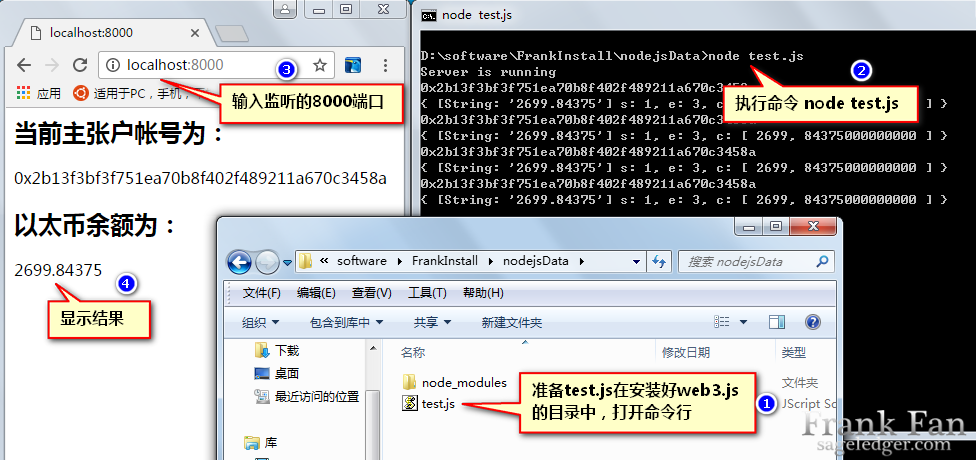 localhost:8000
localhost:8000
应用
适用于PC，手机，
③
输入监听的8000端口
当前主张户帐号为：
0x2b13f3bf3f751ea70b8f402f489211a670c3458a
以太币余额为：
2699.84375
④
显示结果
node test.js
D:\software\FrankInstall\nodejsData>node test.js
Server is running
0x2b13f3bf3f751ea70b8f402f489211a670c3458a
{ [String: '2699.84375'] s: 1, e: 3, c: [ 2699, 84375000000000 ] }
0x2b13f3bf3f751ea70b8f402f489211a670c3458a
{ [String: '2699.84375'] s: 1, e: 3, c: [ 2699, 84375000000000 ] }
0x2b13f3bf3f751ea70b8f402f489211a670c3458a
{ [String: '2699.84375'] s: 1, e: 3, c: [ 2699, 84375000000000 ] }
0x2b13f3bf3f751ea70b8f402f489211a670c3458a
{ [String: '2699.84375'] s: 1, e: 3, c: [ 2699, 84375000000000 ] }
②
执行命令 node test.js
« software ▸ FrankInstall ▸ nodejsData ▸
搜索 nodejsData
文件(F) 编辑(E) 查看(V) 工具(T) 帮助(H)
组织 包含到库中 共享 新建文件夹
名称 修改日期 类型
下载
桌面
最近访问的位置
库
node_modules 文件夹
test.js JScript Sc
准备test.js在安装好web3.js
的目录中，打开命令行
①
Frank Fan
sageledger.com